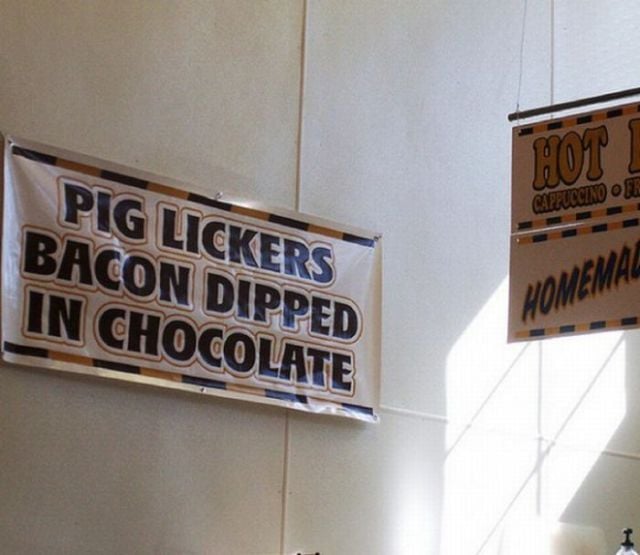 PIG LICKERS
BACON DIPPED
IN CHOCOLATE
HOT
CAPPUCCINO •